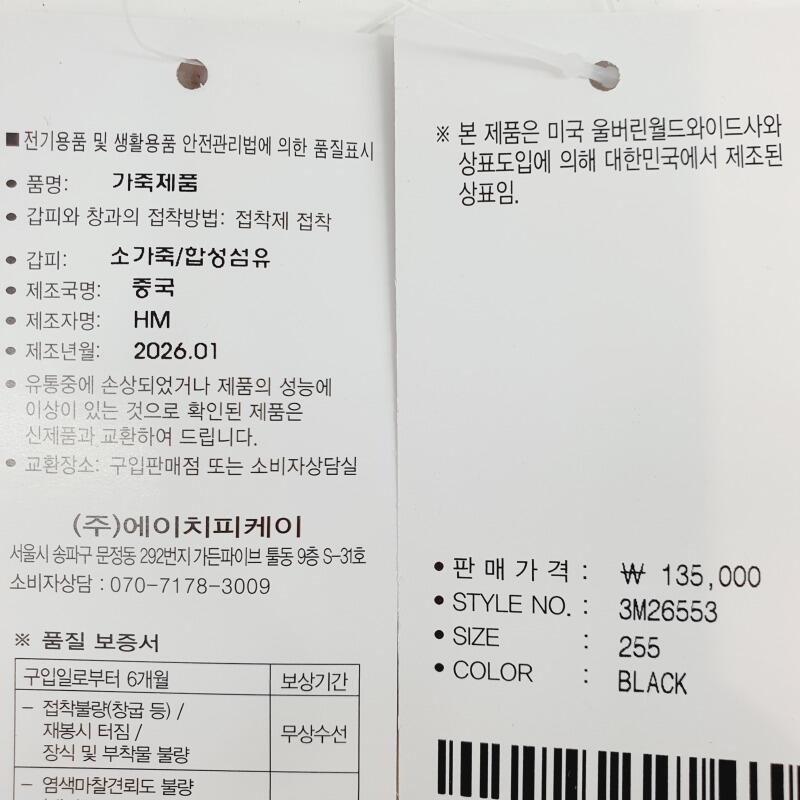 ■ 전기용품 및 생활용품 안전관리법에 의한 품질표시
● 품명: 가죽제품
● 갑피와 창과의 접착방법: 접착제 접착
● 갑피: 소가죽/합성섬유
● 제조국명: 중국
● 제조자명: HM
● 제조년월: 2026.01
● 유통중에 손상되었거나 제품의 성능에
이상이 있는 것으로 확인된 제품은
신제품과 교환하여 드립니다.
● 교환장소: 구입판매점 또는 소비자상담실
(주)에이치피케이
서울시 송파구 문정동 292번지 가든파이브 툴동 9층 S-31호
소비자상담 : 070-7178-3009
※ 품질 보증서
구입일로부터 6개월 보상기간
- 접착불량(창굽 등) /
재봉시 터짐 /
장식 및 부착물 불량
무상수선
- 염색마찰견뢰도 불량
※ 본 제품은 미국 울버린월드와이드사와
상표도입에 의해 대한민국에서 제조된
상표임.
● 판매가격 : ₩ 135,000
● STYLE NO. : 3M26553
● SIZE : 255
● COLOR : BLACK